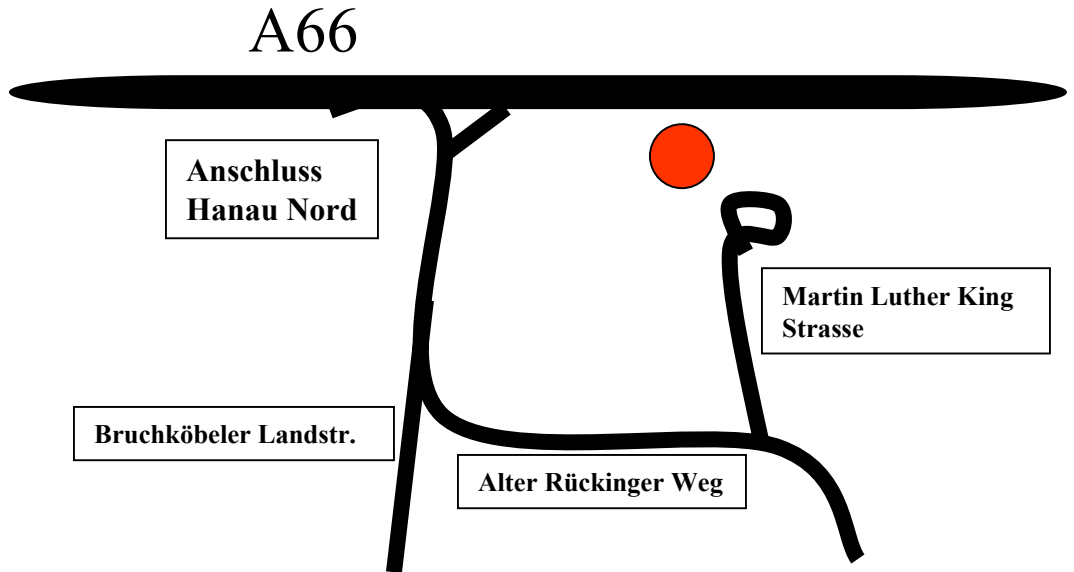 A66
Anschluss
Hanau Nord
Martin Luther King
Strasse
Bruchköbeler Landstr.
Alter Rückinger Weg